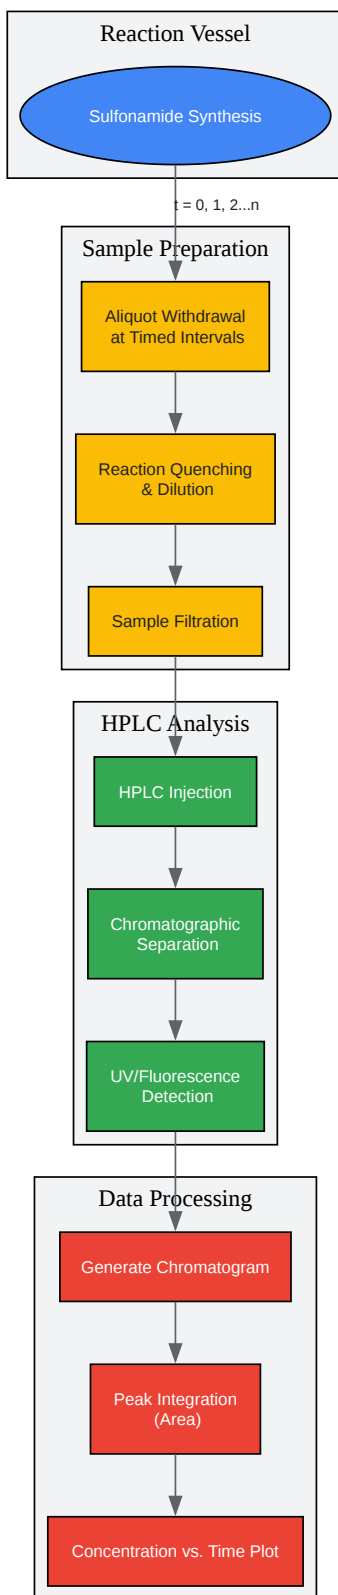 Reaction Vessel
Sulfonamide Synthesis
t = 0, 1, 2...n
Sample Preparation
Aliquot Withdrawal
at Timed Intervals
Reaction Quenching
& Dilution
Sample Filtration
HPLC Analysis
HPLC Injection
Chromatographic
Separation
UV/Fluorescence
Detection
Data Processing
Generate Chromatogram
Peak Integration
(Area)
Concentration vs. Time Plot